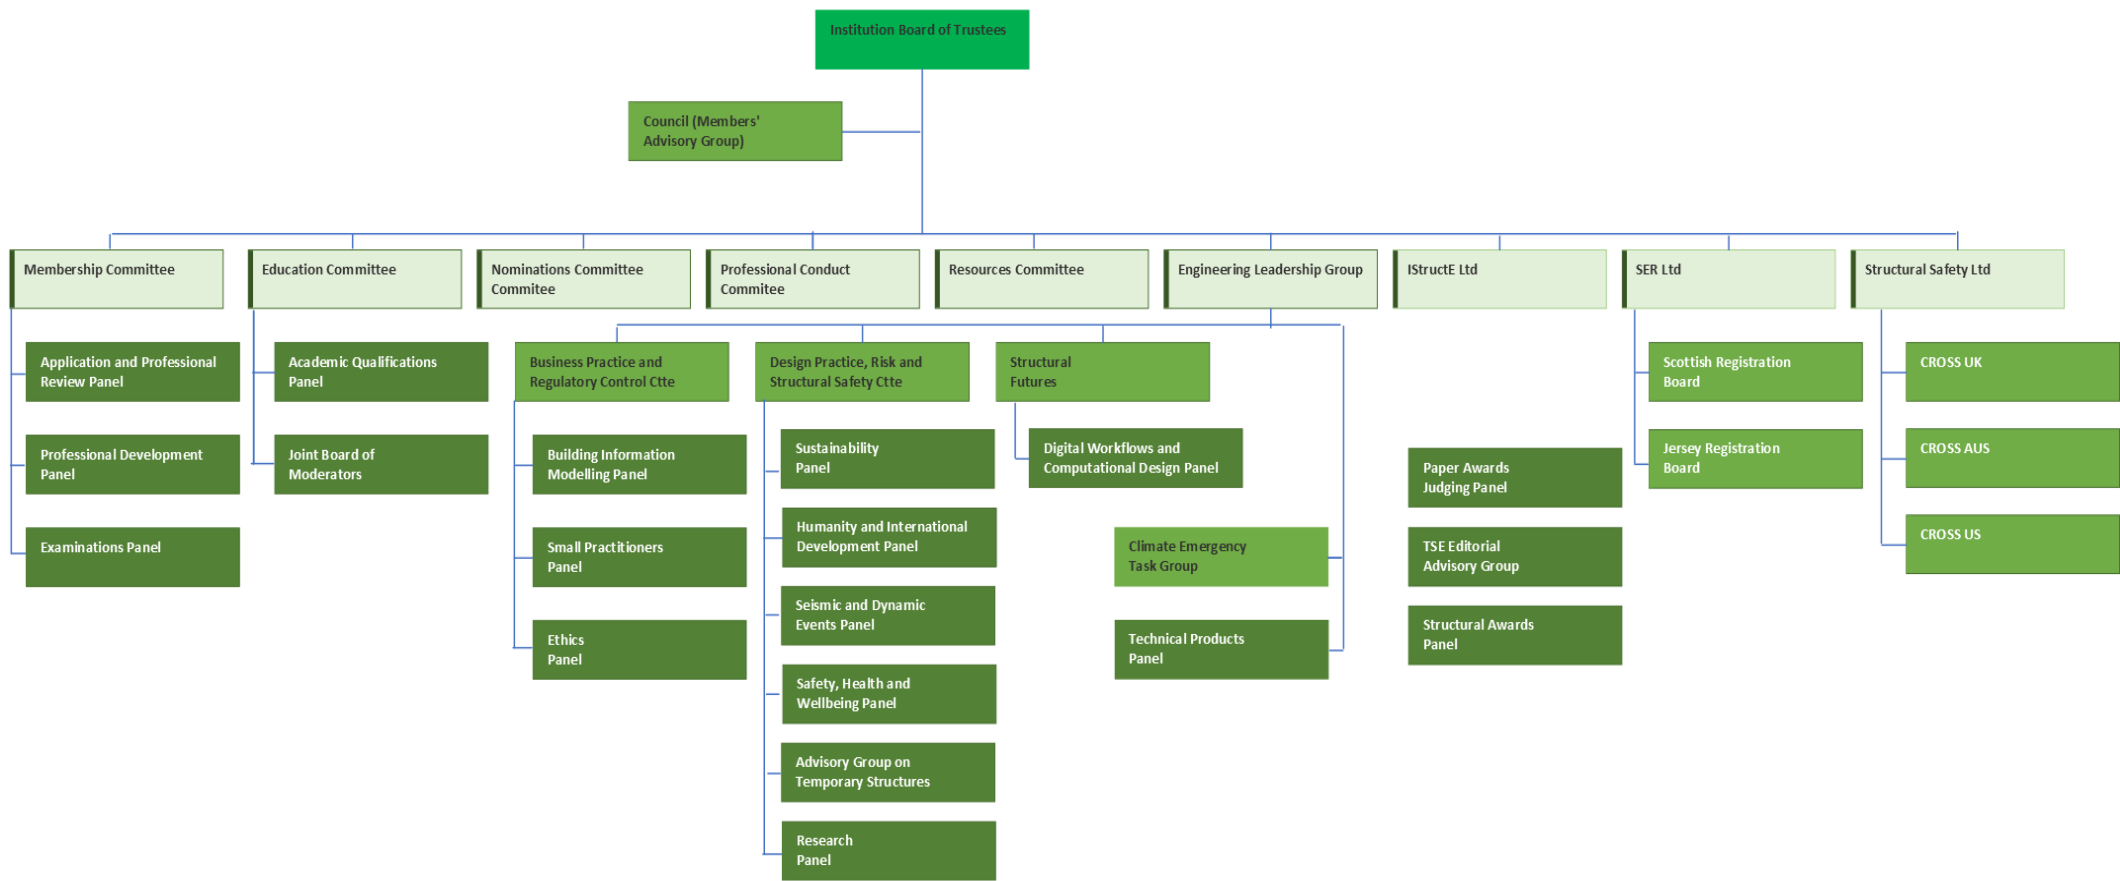 Institution Board of Trustees
Council (Members'
Advisory Group)
Membership Committee
Education Committee
Nominations Committee
Commitee
Professional Conduct
Commitee
Resources Committee
Engineering Leadership Group
IStructE Ltd
SER Ltd
Structural Safety Ltd
Application and Professional
Review Panel
Professional Development
Panel
Examinations Panel
Academic Qualifications
Panel
Joint Board of
Moderators
Business Practice and
Regulatory Control Ctte
Building Information
Modelling Panel
Small Practitioners
Panel
Ethics
Panel
Design Practice, Risk and
Structural Safety Ctte
Sustainability
Panel
Humanity and International
Development Panel
Seismic and Dynamic
Events Panel
Safety, Health and
Wellbeing Panel
Advisory Group on
Temporary Structures
Research
Panel
Structural
Futures
Digital Workflows and
Computational Design Panel
Climate Emergency
Task Group
Technical Products
Panel
Paper Awards
Judging Panel
TSE Editorial
Advisory Group
Structural Awards
Panel
Scottish Registration
Board
Jersey Registration
Board
CROSS UK
CROSS AUS
CROSS US